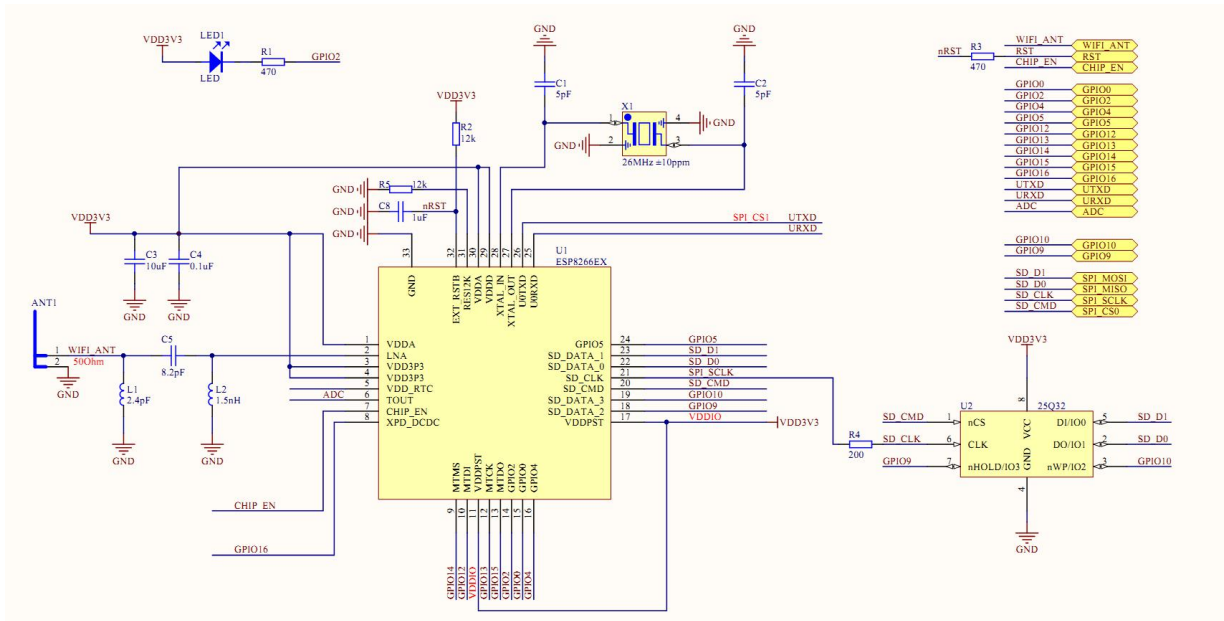 VDD3V3
LED1
LED
R1
470
GPIO2
GND
C1
5pF
GND
C2
5pF
X1
1
2
4
3
GND
GND
26MHz ±10ppm
VDD3V3
R2
12k
GND
R5
12k
GND
C8
1uF
nRST
GND
SPI_CS1
UTXD
URXD
VDD3V3
C3
10uF
C4
0.1uF
GND
GND
ANT1
1
2
WIFI_ANT
50Ohm
GND
C5
8.2pF
L1
2.4pF
L2
1.5nH
GND
GND
ADC
CHIP_EN
GPIO16
U1
ESP8266EX
33
32
31
30
29
28
27
26
25
GND
EXT_RSTB
RES12K
VDDA
VDDD
XTAL_IN
XTAL_OUT
U0TXD
U0RXD
1 VDDA
2 LNA
3 VDD3P3
4 VDD3P3
5 VDD_RTC
6 TOUT
7 CHIP_EN
8 XPD_DCDC
GPIO5 24 GPIO5
SD_DATA_1 23 SD_D1
SD_DATA_0 22 SD_D0
SD_CLK 21 SPI_SCLK
SD_CMD 20 SD_CMD
SD_DATA_3 19 GPIO10
SD_DATA_2 18 GPIO9
VDDPST 17 VDDIO
VDD3V3
MTMS
MTDI
VDDPST
MTCK
MTDO
GPIO2
GPIO0
GPIO4
9
10
11
12
13
14
15
16
GPIO14
GPIO12
VDDIO
GPIO13
GPIO15
GPIO2
GPIO0
GPIO4
R4
200
nRST
R3
470
WIFI_ANT WIFI_ANT
RST RST
CHIP_EN CHIP_EN
GPIO0 GPIO0
GPIO2 GPIO2
GPIO4 GPIO4
GPIO5 GPIO5
GPIO12 GPIO12
GPIO13 GPIO13
GPIO14 GPIO14
GPIO15 GPIO15
GPIO16 GPIO16
UTXD UTXD
URXD URXD
ADC ADC
GPIO10 GPIO10
GPIO9 GPIO9
SD_D1 SPI_MOSI
SD_D0 SPI_MISO
SD_CLK SPI_SCLK
SD_CMD SPI_CS0
VDD3V3
8
U2
25Q32
SD_CMD 1 nCS
SD_CLK 6 CLK
GPIO9 7 nHOLD/IO3
VCC
GND
DI/IO0 5 SD_D1
DO/IO1 2 SD_D0
nWP/IO2 3 GPIO10
4
GND